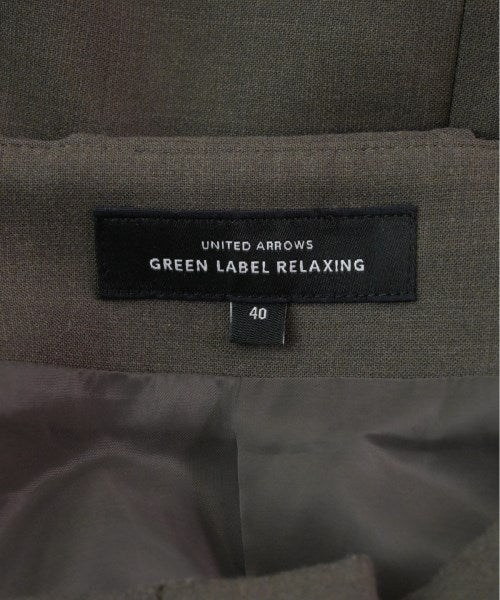 UNITED ARROWS
GREEN LABEL RELAXING
40